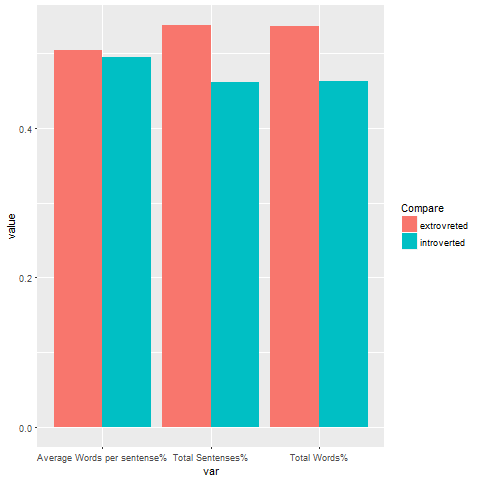 value
0.4
0.2
0.0
Average Words per sentense%
Total Sentenses%
Total Words%
var
Compare
extrovreted
introverted